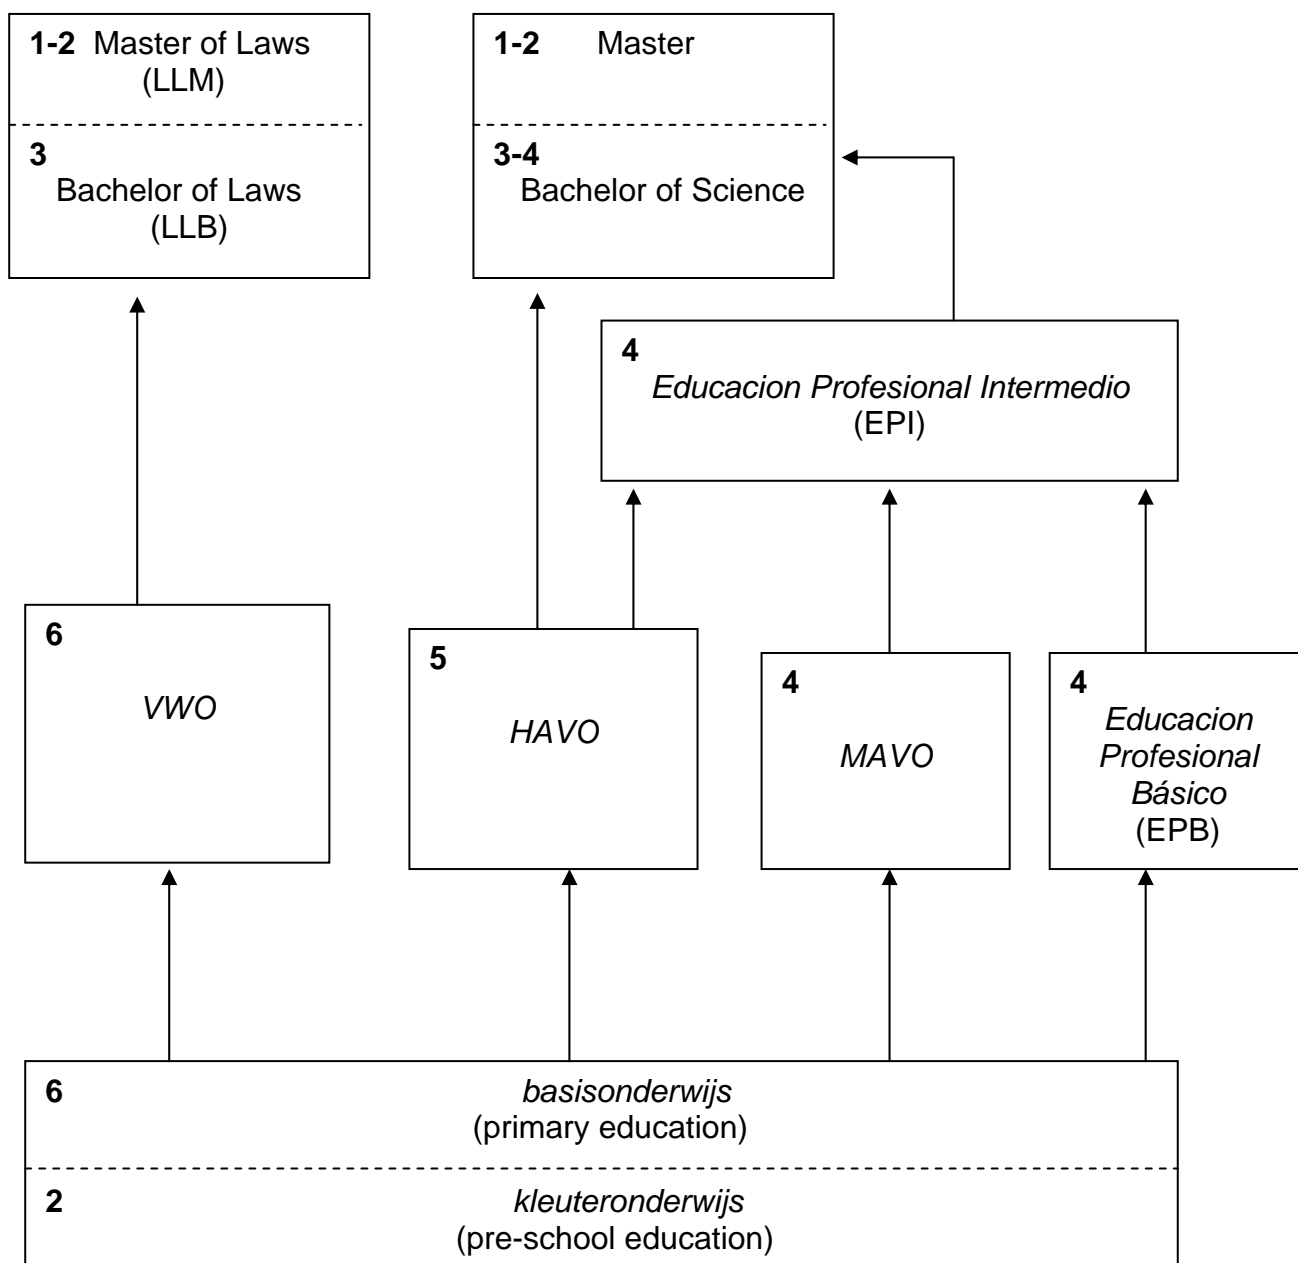 1-2 Master of Laws
(LLM)
3
Bachelor of Laws
(LLB)
1-2 Master
3-4
Bachelor of Science
4
Educacion Profesional Intermedio
(EPI)
6
VWO
5
HAVO
4
MAVO
4
Educacion
Profesional
Básico
(EPB)
6 basisonderwijs
(primary education)
2 kleuteronderwijs
(pre-school education)